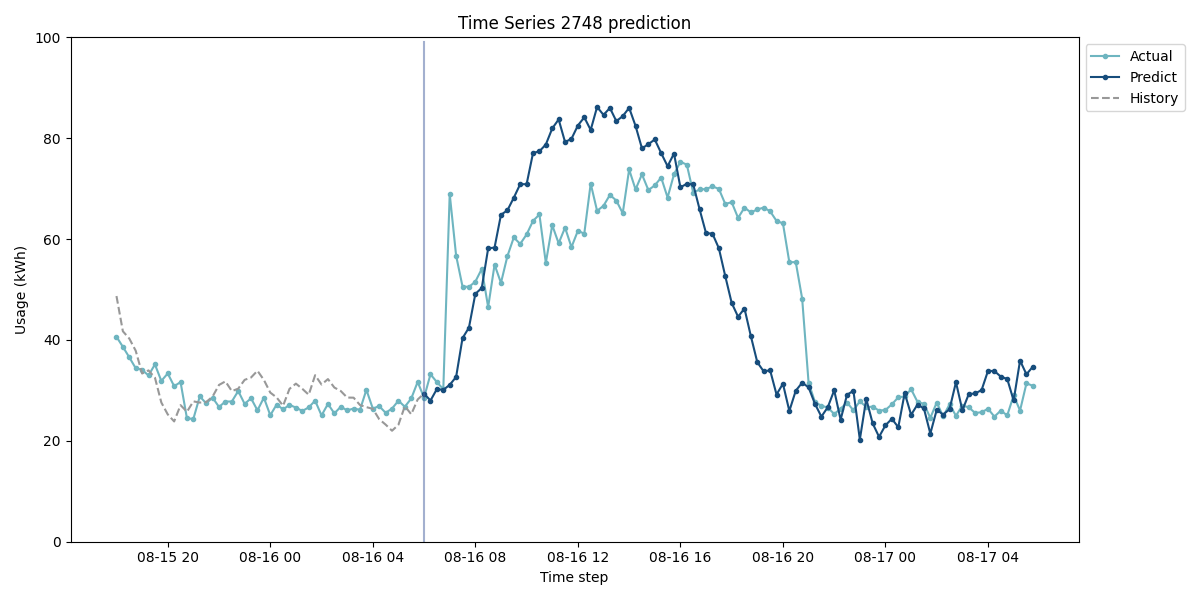 Time Series 2748 prediction
100
80
60
40
20
0
Usage (kWh)
08-15 20
08-16 00
08-16 04
08-16 08
08-16 12
08-16 16
08-16 20
08-17 00
08-17 04
Time step
Actual
Predict
History